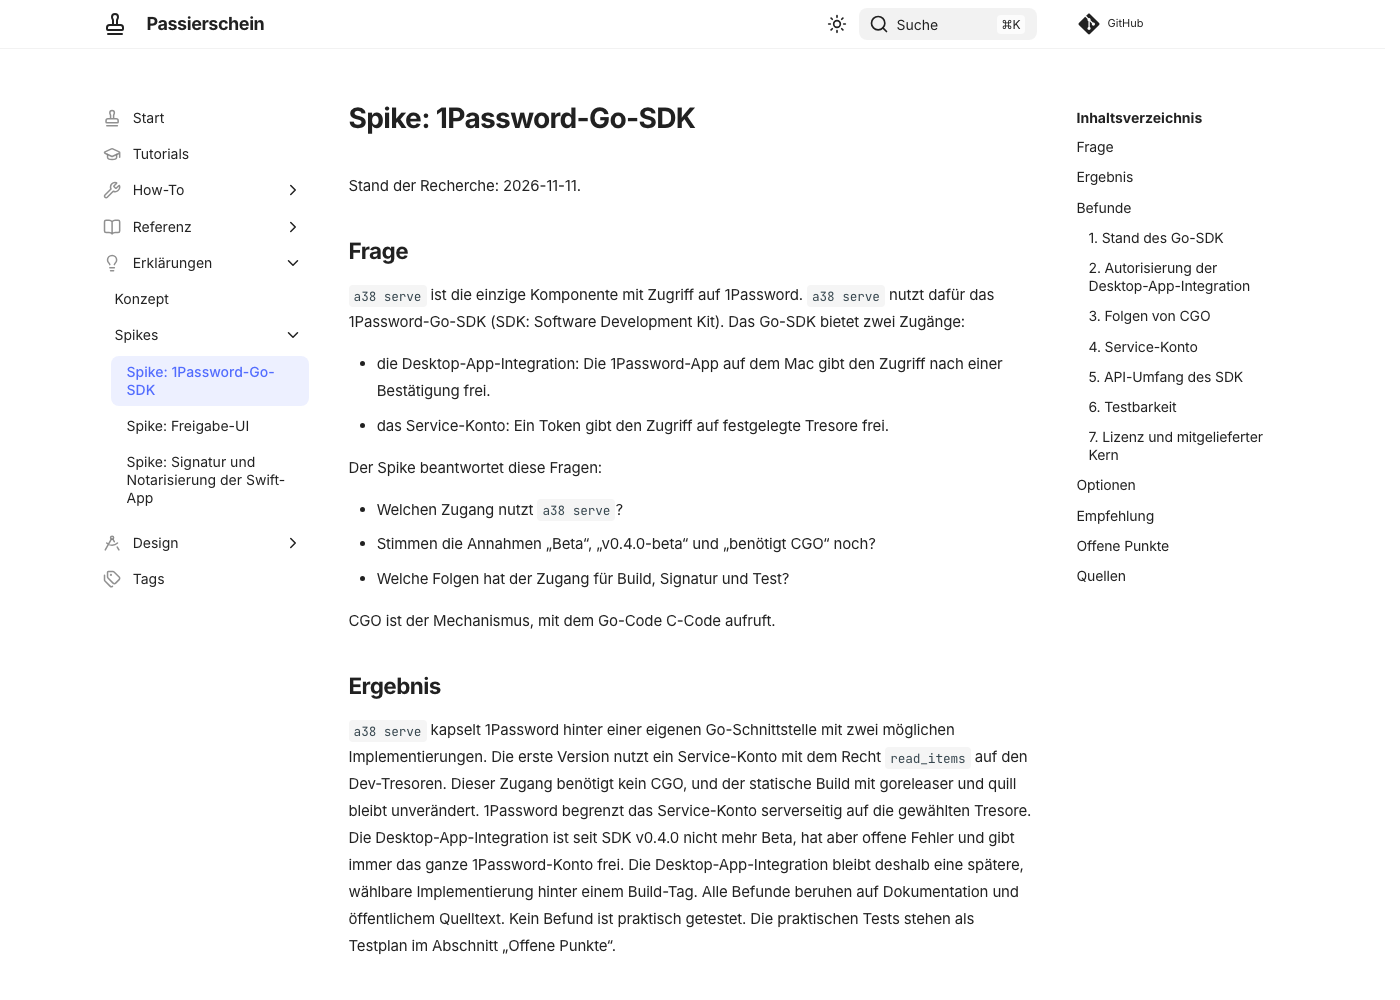 Passierschein
Suche
⌘K
GitHub
Start
Tutorials
How-To
Referenz
Erklärungen
Konzept
Spikes
Spike: 1Password-Go-
SDK
Spike: Freigabe-UI
Spike: Signatur und
Notarisierung der Swift-
App
Design
Tags
Spike: 1Password-Go-SDK
Stand der Recherche: 2026-11-11.
Frage
a38 serve ist die einzige Komponente mit Zugriff auf 1Password. a38 serve nutzt dafür das
1Password-Go-SDK (SDK: Software Development Kit). Das Go-SDK bietet zwei Zugänge:
• die Desktop-App-Integration: Die 1Password-App auf dem Mac gibt den Zugriff nach einer
Bestätigung frei.
• das Service-Konto: Ein Token gibt den Zugriff auf festgelegte Tresore frei.
Der Spike beantwortet diese Fragen:
• Welchen Zugang nutzt a38 serve?
• Stimmen die Annahmen „Beta“, „v0.4.0-beta“ und „benötigt CGO“ noch?
• Welche Folgen hat der Zugang für Build, Signatur und Test?
CGO ist der Mechanismus, mit dem Go-Code C-Code aufruft.
Ergebnis
a38 serve kapselt 1Password hinter einer eigenen Go-Schnittstelle mit zwei möglichen
Implementierungen. Die erste Version nutzt ein Service-Konto mit dem Recht read_items auf den
Dev-Tresoren. Dieser Zugang benötigt kein CGO, und der statische Build mit goreleaser und quill
bleibt unverändert. 1Password begrenzt das Service-Konto serverseitig auf die gewählten Tresore.
Die Desktop-App-Integration ist seit SDK v0.4.0 nicht mehr Beta, hat aber offene Fehler und gibt
immer das ganze 1Password-Konto frei. Die Desktop-App-Integration bleibt deshalb eine spätere,
wählbare Implementierung hinter einem Build-Tag. Alle Befunde beruhen auf Dokumentation und
öffentlichem Quelltext. Kein Befund ist praktisch getestet. Die praktischen Tests stehen als
Testplan im Abschnitt „Offene Punkte“.
Inhaltsverzeichnis
Frage
Ergebnis
Befunde
1. Stand des Go-SDK
2. Autorisierung der
Desktop-App-Integration
3. Folgen von CGO
4. Service-Konto
5. API-Umfang des SDK
6. Testbarkeit
7. Lizenz und mitgelieferter
Kern
Optionen
Empfehlung
Offene Punkte
Quellen